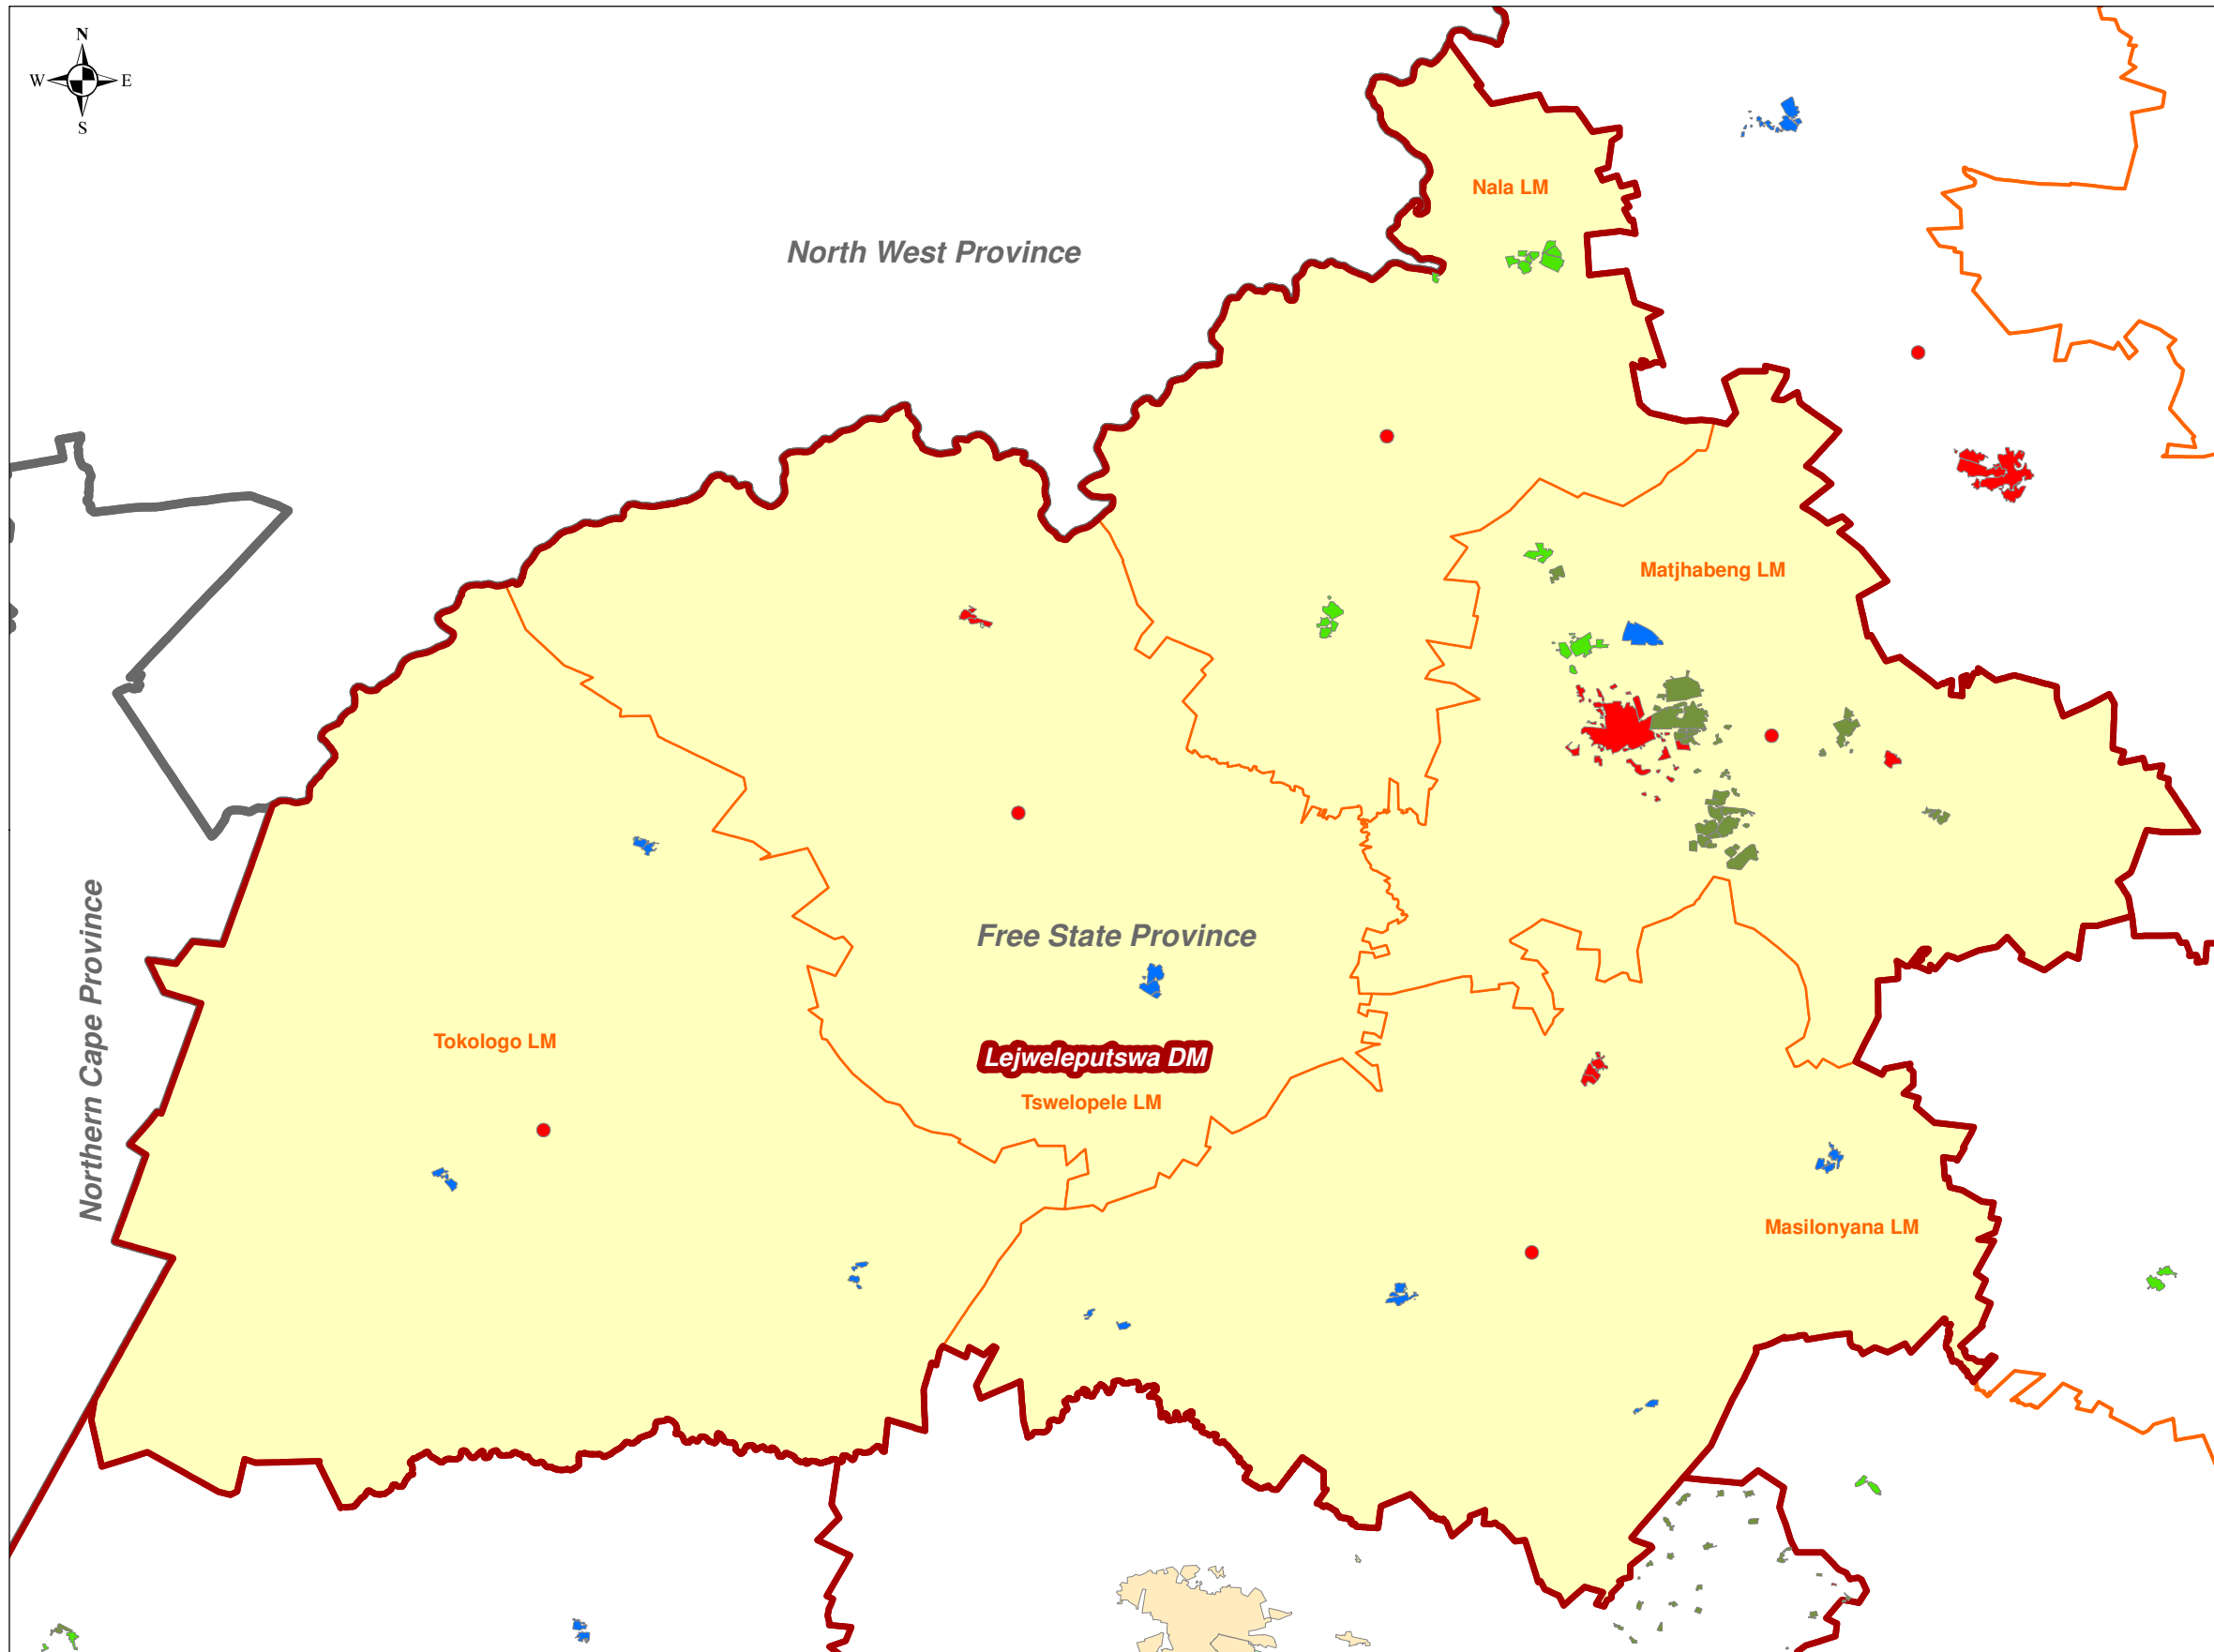 N
W E
S
Nala LM
North West Province
Matjhabeng LM
Free State Province
Northern Cape Province
Tokologo LM
Lejweleputswa DM
Tswelopele LM
Masilonyana LM